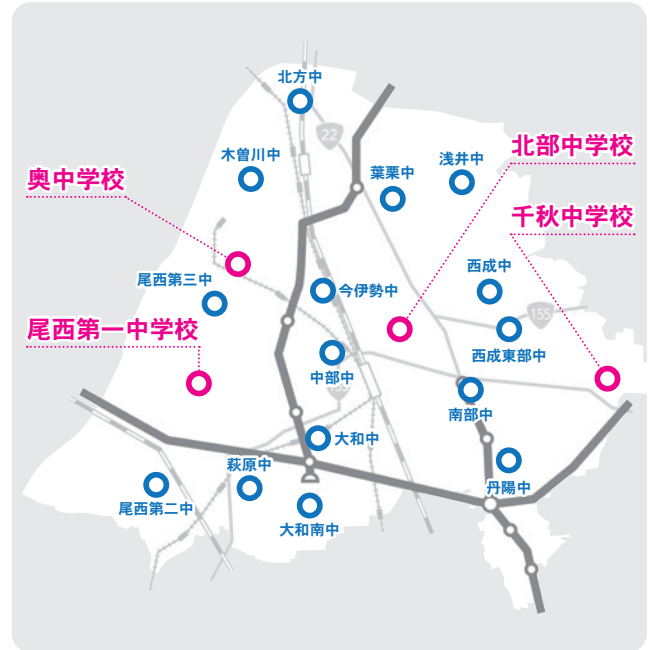 北方中
22
北部中学校
木曽川中
葉栗中
浅井中
奥中学校
千秋中学校
尾西第三中
今伊勢中
西成中
155
尾西第一中学校
西成東部中
中部中
南部中
大和中
萩原中
丹陽中
尾西第二中
大和南中